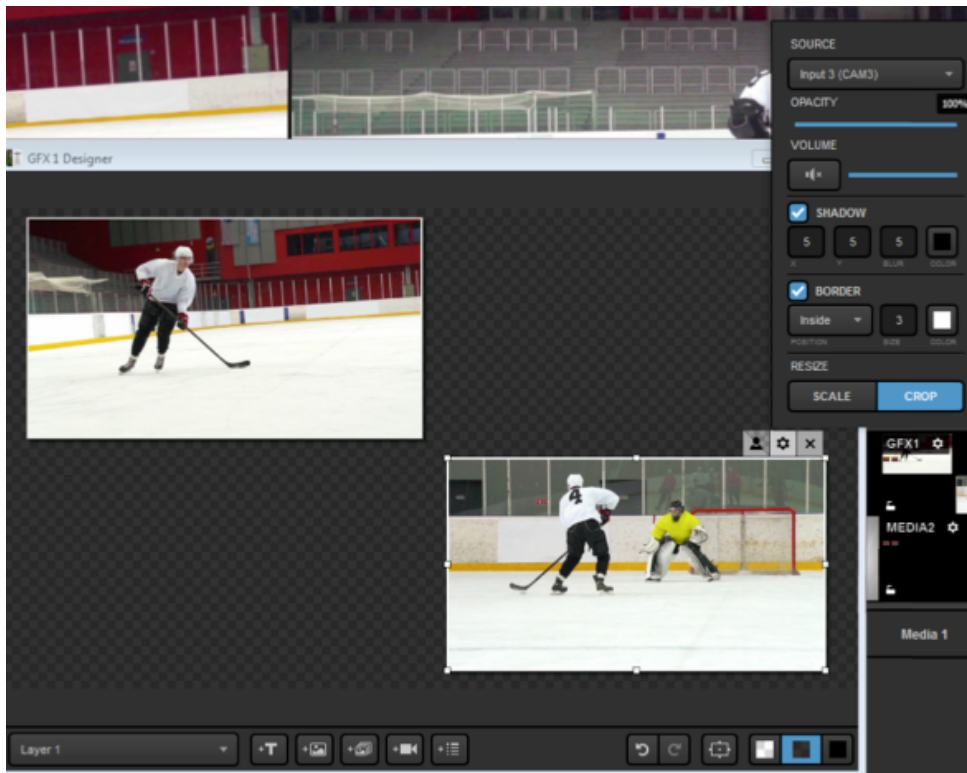 SOURCE
Input 3 (CAM3)
OPACITY
100%
VOLUME
GFX 1 Designer
SHADOW
5 5 5
X Y BLUR COLOR
BORDER
Inside 3
POSITION SIZE COLOR
RESIZE
SCALE CROP
GFX1
4
MEDIA2
Media 1
Layer 1
+T